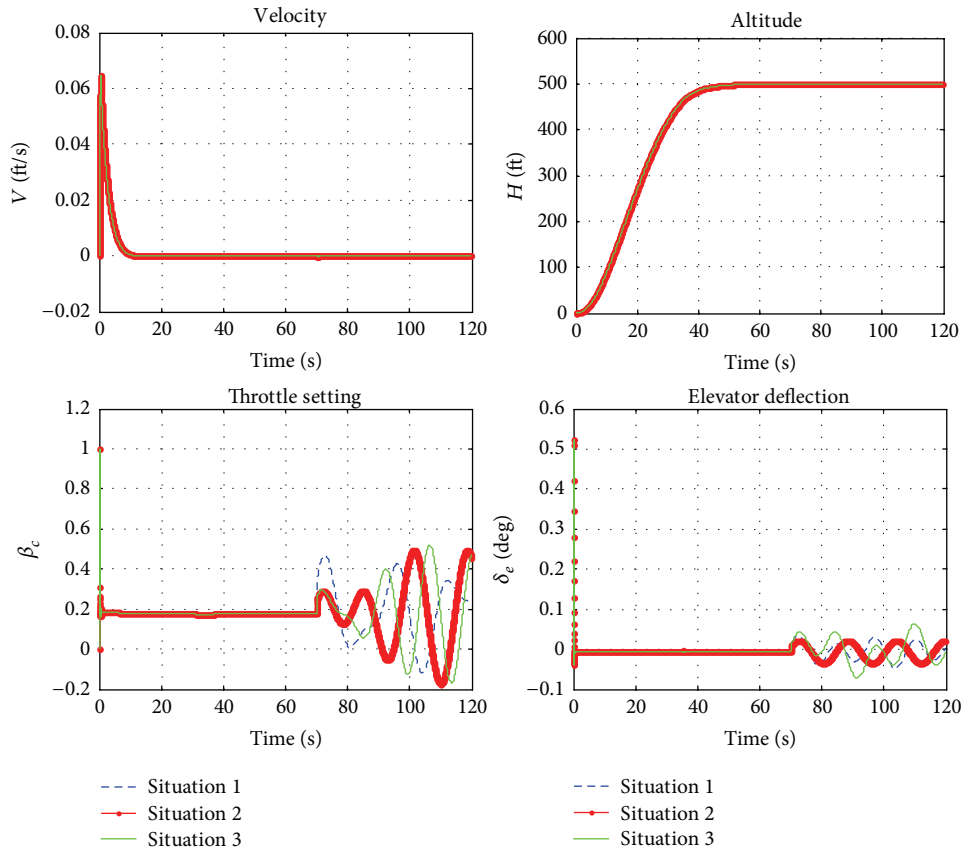 Velocity
0.08
0.06
0.04
0.02
0
−0.02
V (ft/s)
0 20 40 60 80 100 120
Time (s)
Altitude
600
500
400
300
200
100
0
H (ft)
0 20 40 60 80 100 120
Time (s)
Throttle setting
1.2
1
0.8
0.6
0.4
0.2
0
−0.2
β_c
0 20 40 60 80 100 120
Time (s)
Situation 1
Situation 2
Situation 3
Elevator deflection
0.6
0.5
0.4
0.3
0.2
0.1
0
−0.1
δ_e (deg)
0 20 40 60 80 100 120
Time (s)
Situation 1
Situation 2
Situation 3